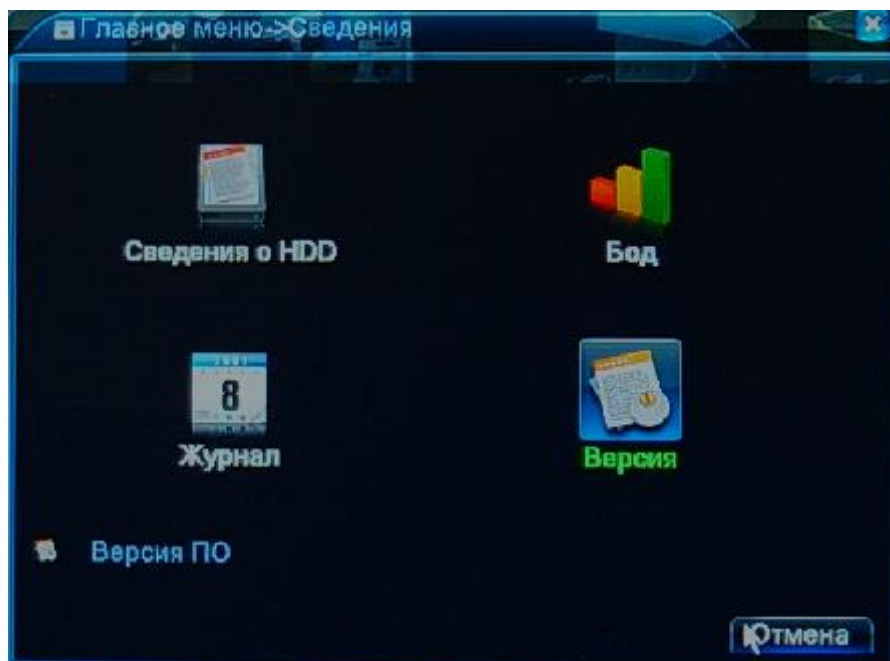 Главное меню->Сведения
Сведения о HDD
Бод
8
Журнал
Версия
Версия ПО
Отмена